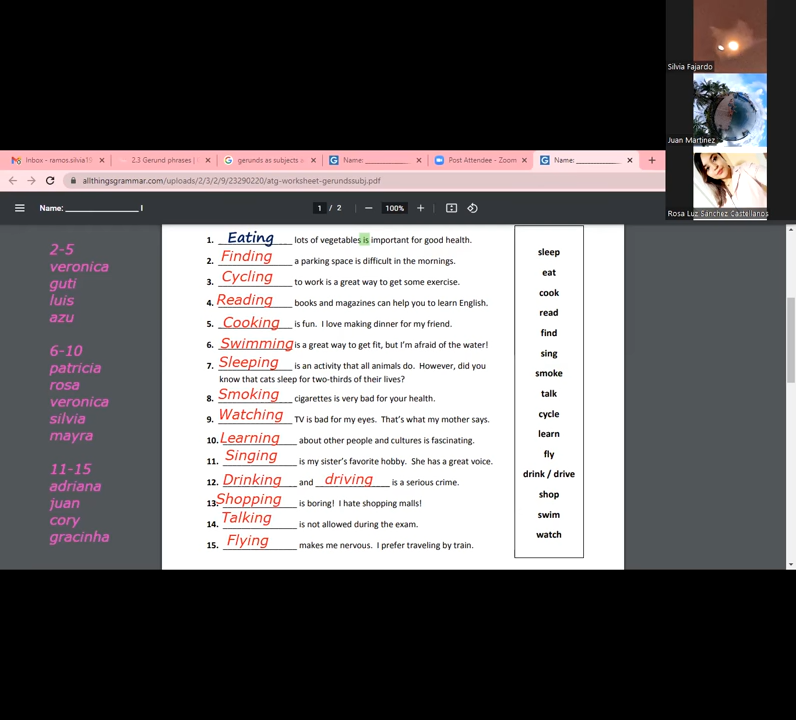 Silvia Fajardo
Juan Martinez
Rosa Luz Sanchez Castellanos
Inbox - ramos.silvia19
2.3 Gerund phrases | K
gerunds as subjects a
Name: ____________
Post Attendee - Zoom
Name: ____________
allthingsgrammar.com/uploads/2/3/2/9/23290220/atg-worksheet-gerundssubj.pdf
Name: ________________ I
1 / 2
100%
2-5
veronica
guti
luis
azu
6-10
patricia
rosa
veronica
silvia
mayra
11-15
adriana
juan
cory
gracinha
1. Eating lots of vegetables is important for good health.
2. Finding a parking space is difficult in the mornings.
3. Cycling to work is a great way to get some exercise.
4. Reading books and magazines can help you to learn English.
5. Cooking is fun. I love making dinner for my friend.
6. Swimming is a great way to get fit, but I'm afraid of the water!
7. Sleeping is an activity that all animals do. However, did you
know that cats sleep for two-thirds of their lives?
8. Smoking cigarettes is very bad for your health.
9. Watching TV is bad for my eyes. That's what my mother says.
10. Learning about other people and cultures is fascinating.
11. Singing is my sister's favorite hobby. She has a great voice.
12. Drinking and driving is a serious crime.
13. Shopping is boring! I hate shopping malls!
14. Talking is not allowed during the exam.
15. Flying makes me nervous. I prefer traveling by train.
sleep
eat
cook
read
find
sing
smoke
talk
cycle
learn
fly
drink / drive
shop
swim
watch